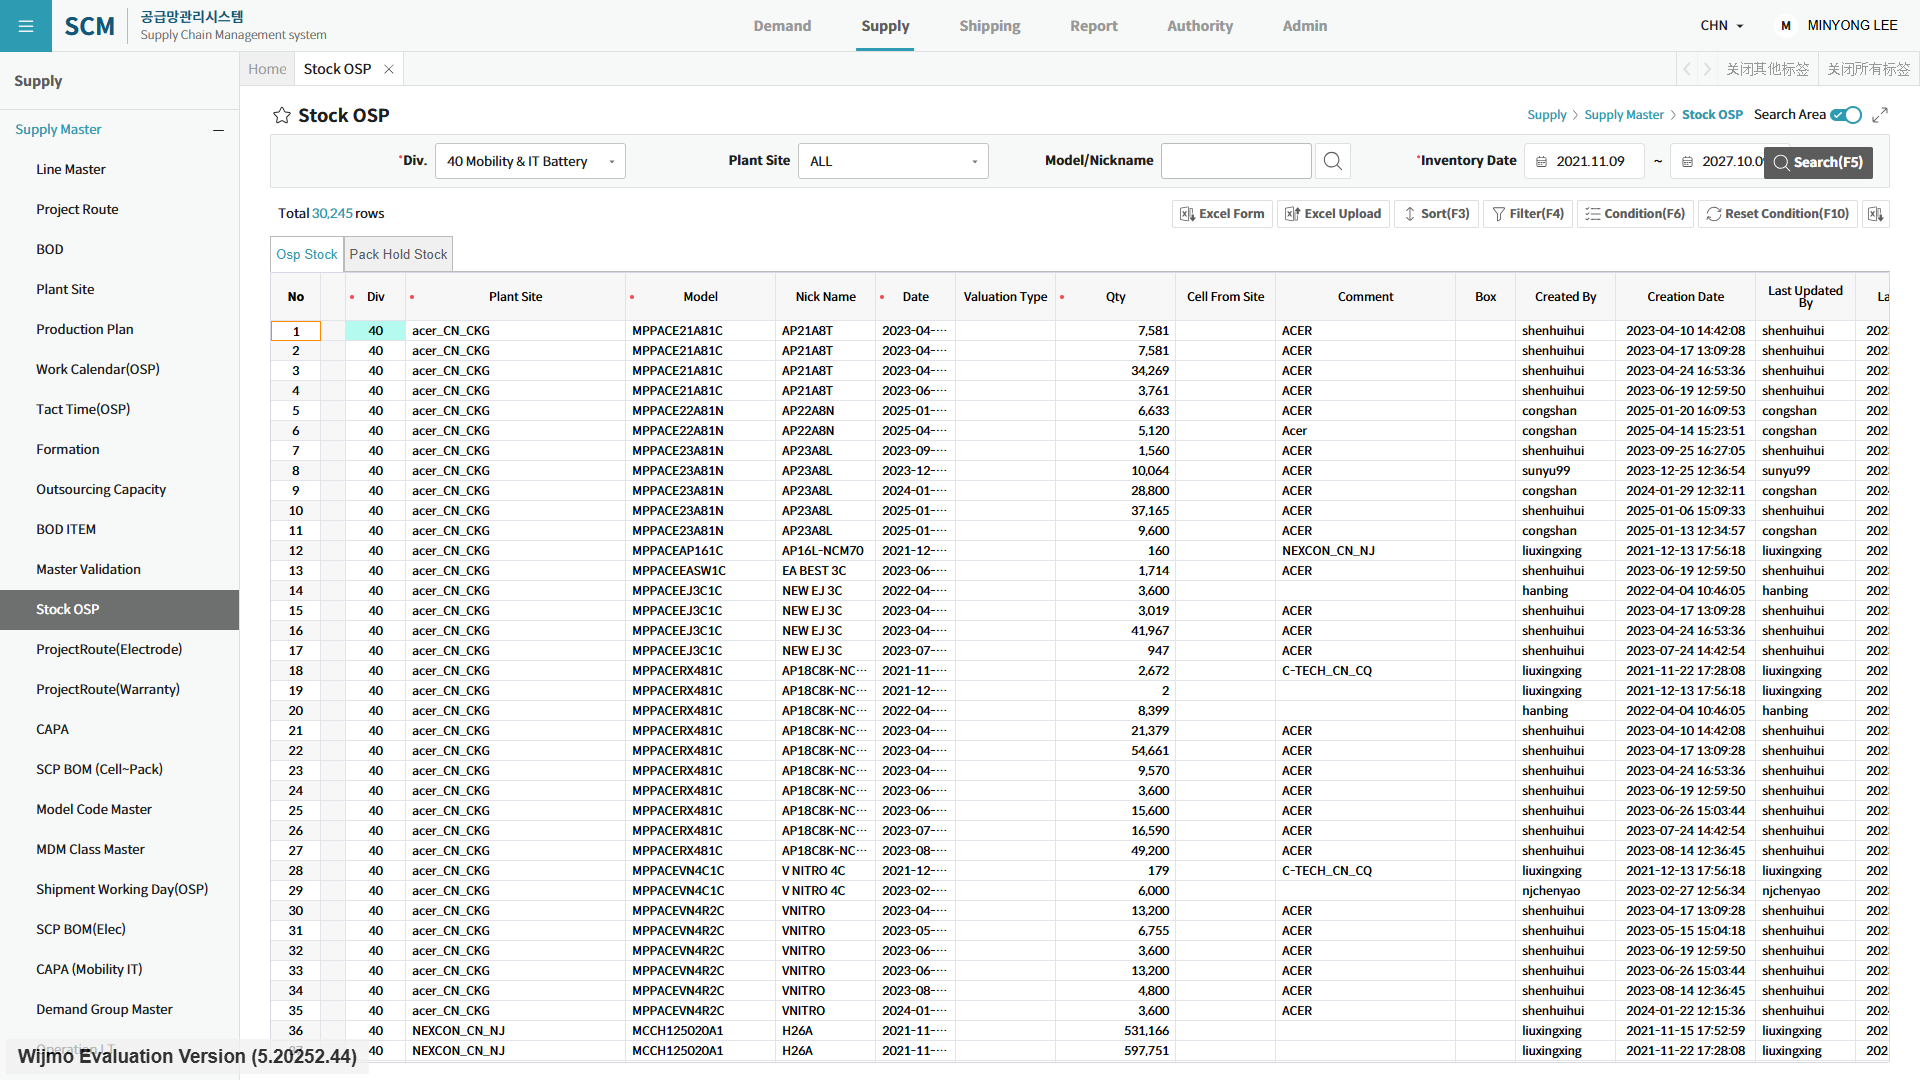 SCM 공급망관리시스템
Supply Chain Management system
Demand Supply Shipping Report Authority Admin
CHN M MINYONG LEE
Supply
Home Stock OSP
关闭其他标签 关闭所有标签
Supply Master
Line Master
Project Route
BOD
Plant Site
Production Plan
Work Calendar(OSP)
Tact Time(OSP)
Formation
Outsourcing Capacity
BOD ITEM
Master Validation
Stock OSP
ProjectRoute(Electrode)
ProjectRoute(Warranty)
CAPA
SCP BOM (Cell~Pack)
Model Code Master
MDM Class Master
Shipment Working Day(OSP)
SCP BOM(Elec)
CAPA (Mobility IT)
Demand Group Master
Wijmo Evaluation Version (5.20252.44)
Stock OSP
Supply > Supply Master > Stock OSP Search Area
*Div. 40 Mobility & IT Battery Plant Site ALL Model/Nickname *Inventory Date 2021.11.09 ~ 2027.10.0 Search(F5)
Total 30,245 rows
Excel Form Excel Upload Sort(F3) Filter(F4) Condition(F6) Reset Condition(F10)
Osp Stock Pack Hold Stock
No Div Plant Site Model Nick Name Date Valuation Type Qty Cell From Site Comment Box Created By Creation Date Last Updated By La
1 40 acer_CN_CKG MPPACE21A81C AP21A8T 2023-04-··· 7,581 ACER shenhuihui 2023-04-10 14:42:08 shenhuihui 202
2 40 acer_CN_CKG MPPACE21A81C AP21A8T 2023-04-··· 7,581 ACER shenhuihui 2023-04-17 13:09:28 shenhuihui 202
3 40 acer_CN_CKG MPPACE21A81C AP21A8T 2023-04-··· 34,269 ACER shenhuihui 2023-04-24 16:53:36 shenhuihui 202
4 40 acer_CN_CKG MPPACE21A81C AP21A8T 2023-06-··· 3,761 ACER shenhuihui 2023-06-19 12:59:50 shenhuihui 202
5 40 acer_CN_CKG MPPACE22A81N AP22A8N 2025-01-··· 6,633 ACER congshan 2025-01-20 16:09:53 congshan 202
6 40 acer_CN_CKG MPPACE22A81N AP22A8N 2025-04-··· 5,120 Acer congshan 2025-04-14 15:23:51 congshan 202
7 40 acer_CN_CKG MPPACE23A81N AP23A8L 2023-09-··· 1,560 ACER shenhuihui 2023-09-25 16:27:05 shenhuihui 202
8 40 acer_CN_CKG MPPACE23A81N AP23A8L 2023-12-··· 10,064 ACER sunyu99 2023-12-25 12:36:54 sunyu99 202
9 40 acer_CN_CKG MPPACE23A81N AP23A8L 2024-01-··· 28,800 ACER congshan 2024-01-29 12:32:11 congshan 202
10 40 acer_CN_CKG MPPACE23A81N AP23A8L 2025-01-··· 37,165 ACER shenhuihui 2025-01-06 15:09:33 shenhuihui 202
11 40 acer_CN_CKG MPPACE23A81N AP23A8L 2025-01-··· 9,600 ACER congshan 2025-01-13 12:34:57 congshan 202
12 40 acer_CN_CKG MPPACEAP161C AP16L-NCM70 2021-12-··· 160 NEXCON_CN_NJ liuxingxing 2021-12-13 17:56:18 liuxingxing 202
13 40 acer_CN_CKG MPPACEEASW1C EA BEST 3C 2023-06-··· 1,714 ACER shenhuihui 2023-06-19 12:59:50 shenhuihui 202
14 40 acer_CN_CKG MPPACEEJ3C1C NEW EJ 3C 2022-04-··· 3,600 hanbing 2022-04-04 10:46:05 hanbing 202
15 40 acer_CN_CKG MPPACEEJ3C1C NEW EJ 3C 2023-04-··· 3,019 ACER shenhuihui 2023-04-17 13:09:28 shenhuihui 202
16 40 acer_CN_CKG MPPACEEJ3C1C NEW EJ 3C 2023-04-··· 41,967 ACER shenhuihui 2023-04-24 16:53:36 shenhuihui 202
17 40 acer_CN_CKG MPPACEEJ3C1C NEW EJ 3C 2023-07-··· 947 ACER shenhuihui 2023-07-24 14:42:54 shenhuihui 202
18 40 acer_CN_CKG MPPACERX481C AP18C8K-NC··· 2021-11-··· 2,672 C-TECH_CN_CQ liuxingxing 2021-11-22 17:28:08 liuxingxing 202
19 40 acer_CN_CKG MPPACERX481C AP18C8K-NC··· 2021-12-··· 2 liuxingxing 2021-12-13 17:56:18 liuxingxing 202
20 40 acer_CN_CKG MPPACERX481C AP18C8K-NC··· 2022-04-··· 8,399 hanbing 2022-04-04 10:46:05 hanbing 202
21 40 acer_CN_CKG MPPACERX481C AP18C8K-NC··· 2023-04-··· 21,379 ACER shenhuihui 2023-04-10 14:42:08 shenhuihui 202
22 40 acer_CN_CKG MPPACERX481C AP18C8K-NC··· 2023-04-··· 54,661 ACER shenhuihui 2023-04-17 13:09:28 shenhuihui 202
23 40 acer_CN_CKG MPPACERX481C AP18C8K-NC··· 2023-04-··· 9,570 ACER shenhuihui 2023-04-24 16:53:36 shenhuihui 202
24 40 acer_CN_CKG MPPACERX481C AP18C8K-NC··· 2023-06-··· 3,600 ACER shenhuihui 2023-06-19 12:59:50 shenhuihui 202
25 40 acer_CN_CKG MPPACERX481C AP18C8K-NC··· 2023-06-··· 15,600 ACER shenhuihui 2023-06-26 15:03:44 shenhuihui 202
26 40 acer_CN_CKG MPPACERX481C AP18C8K-NC··· 2023-07-··· 16,590 ACER shenhuihui 2023-07-24 14:42:54 shenhuihui 202
27 40 acer_CN_CKG MPPACERX481C AP18C8K-NC··· 2023-08-··· 49,200 ACER shenhuihui 2023-08-14 12:36:45 shenhuihui 202
28 40 acer_CN_CKG MPPACEVN4C1C V NITRO 4C 2021-12-··· 179 C-TECH_CN_CQ liuxingxing 2021-12-13 17:56:18 liuxingxing 202
29 40 acer_CN_CKG MPPACEVN4C1C V NITRO 4C 2023-02-··· 6,000 njchenyao 2023-02-27 12:56:34 njchenyao 202
30 40 acer_CN_CKG MPPACEVN4R2C VNITRO 2023-04-··· 13,200 ACER shenhuihui 2023-04-17 13:09:28 shenhuihui 202
31 40 acer_CN_CKG MPPACEVN4R2C VNITRO 2023-05-··· 6,755 ACER shenhuihui 2023-05-15 15:04:18 shenhuihui 202
32 40 acer_CN_CKG MPPACEVN4R2C VNITRO 2023-06-··· 3,600 ACER shenhuihui 2023-06-19 12:59:50 shenhuihui 202
33 40 acer_CN_CKG MPPACEVN4R2C VNITRO 2023-06-··· 13,200 ACER shenhuihui 2023-06-26 15:03:44 shenhuihui 202
34 40 acer_CN_CKG MPPACEVN4R2C VNITRO 2023-08-··· 4,800 ACER shenhuihui 2023-08-14 12:36:45 shenhuihui 202
35 40 acer_CN_CKG MPPACEVN4R2C VNITRO 2024-01-··· 3,600 ACER shenhuihui 2024-01-22 12:15:36 shenhuihui 202
36 40 NEXCON_CN_NJ MCCH125020A1 H26A 2021-11-··· 531,166 liuxingxing 2021-11-15 17:52:59 liuxingxing 202
40 NEXCON_CN_NJ MCCH125020A1 H26A 2021-11-··· 597,751 liuxingxing 2021-11-22 17:28:08 liuxingxing 202